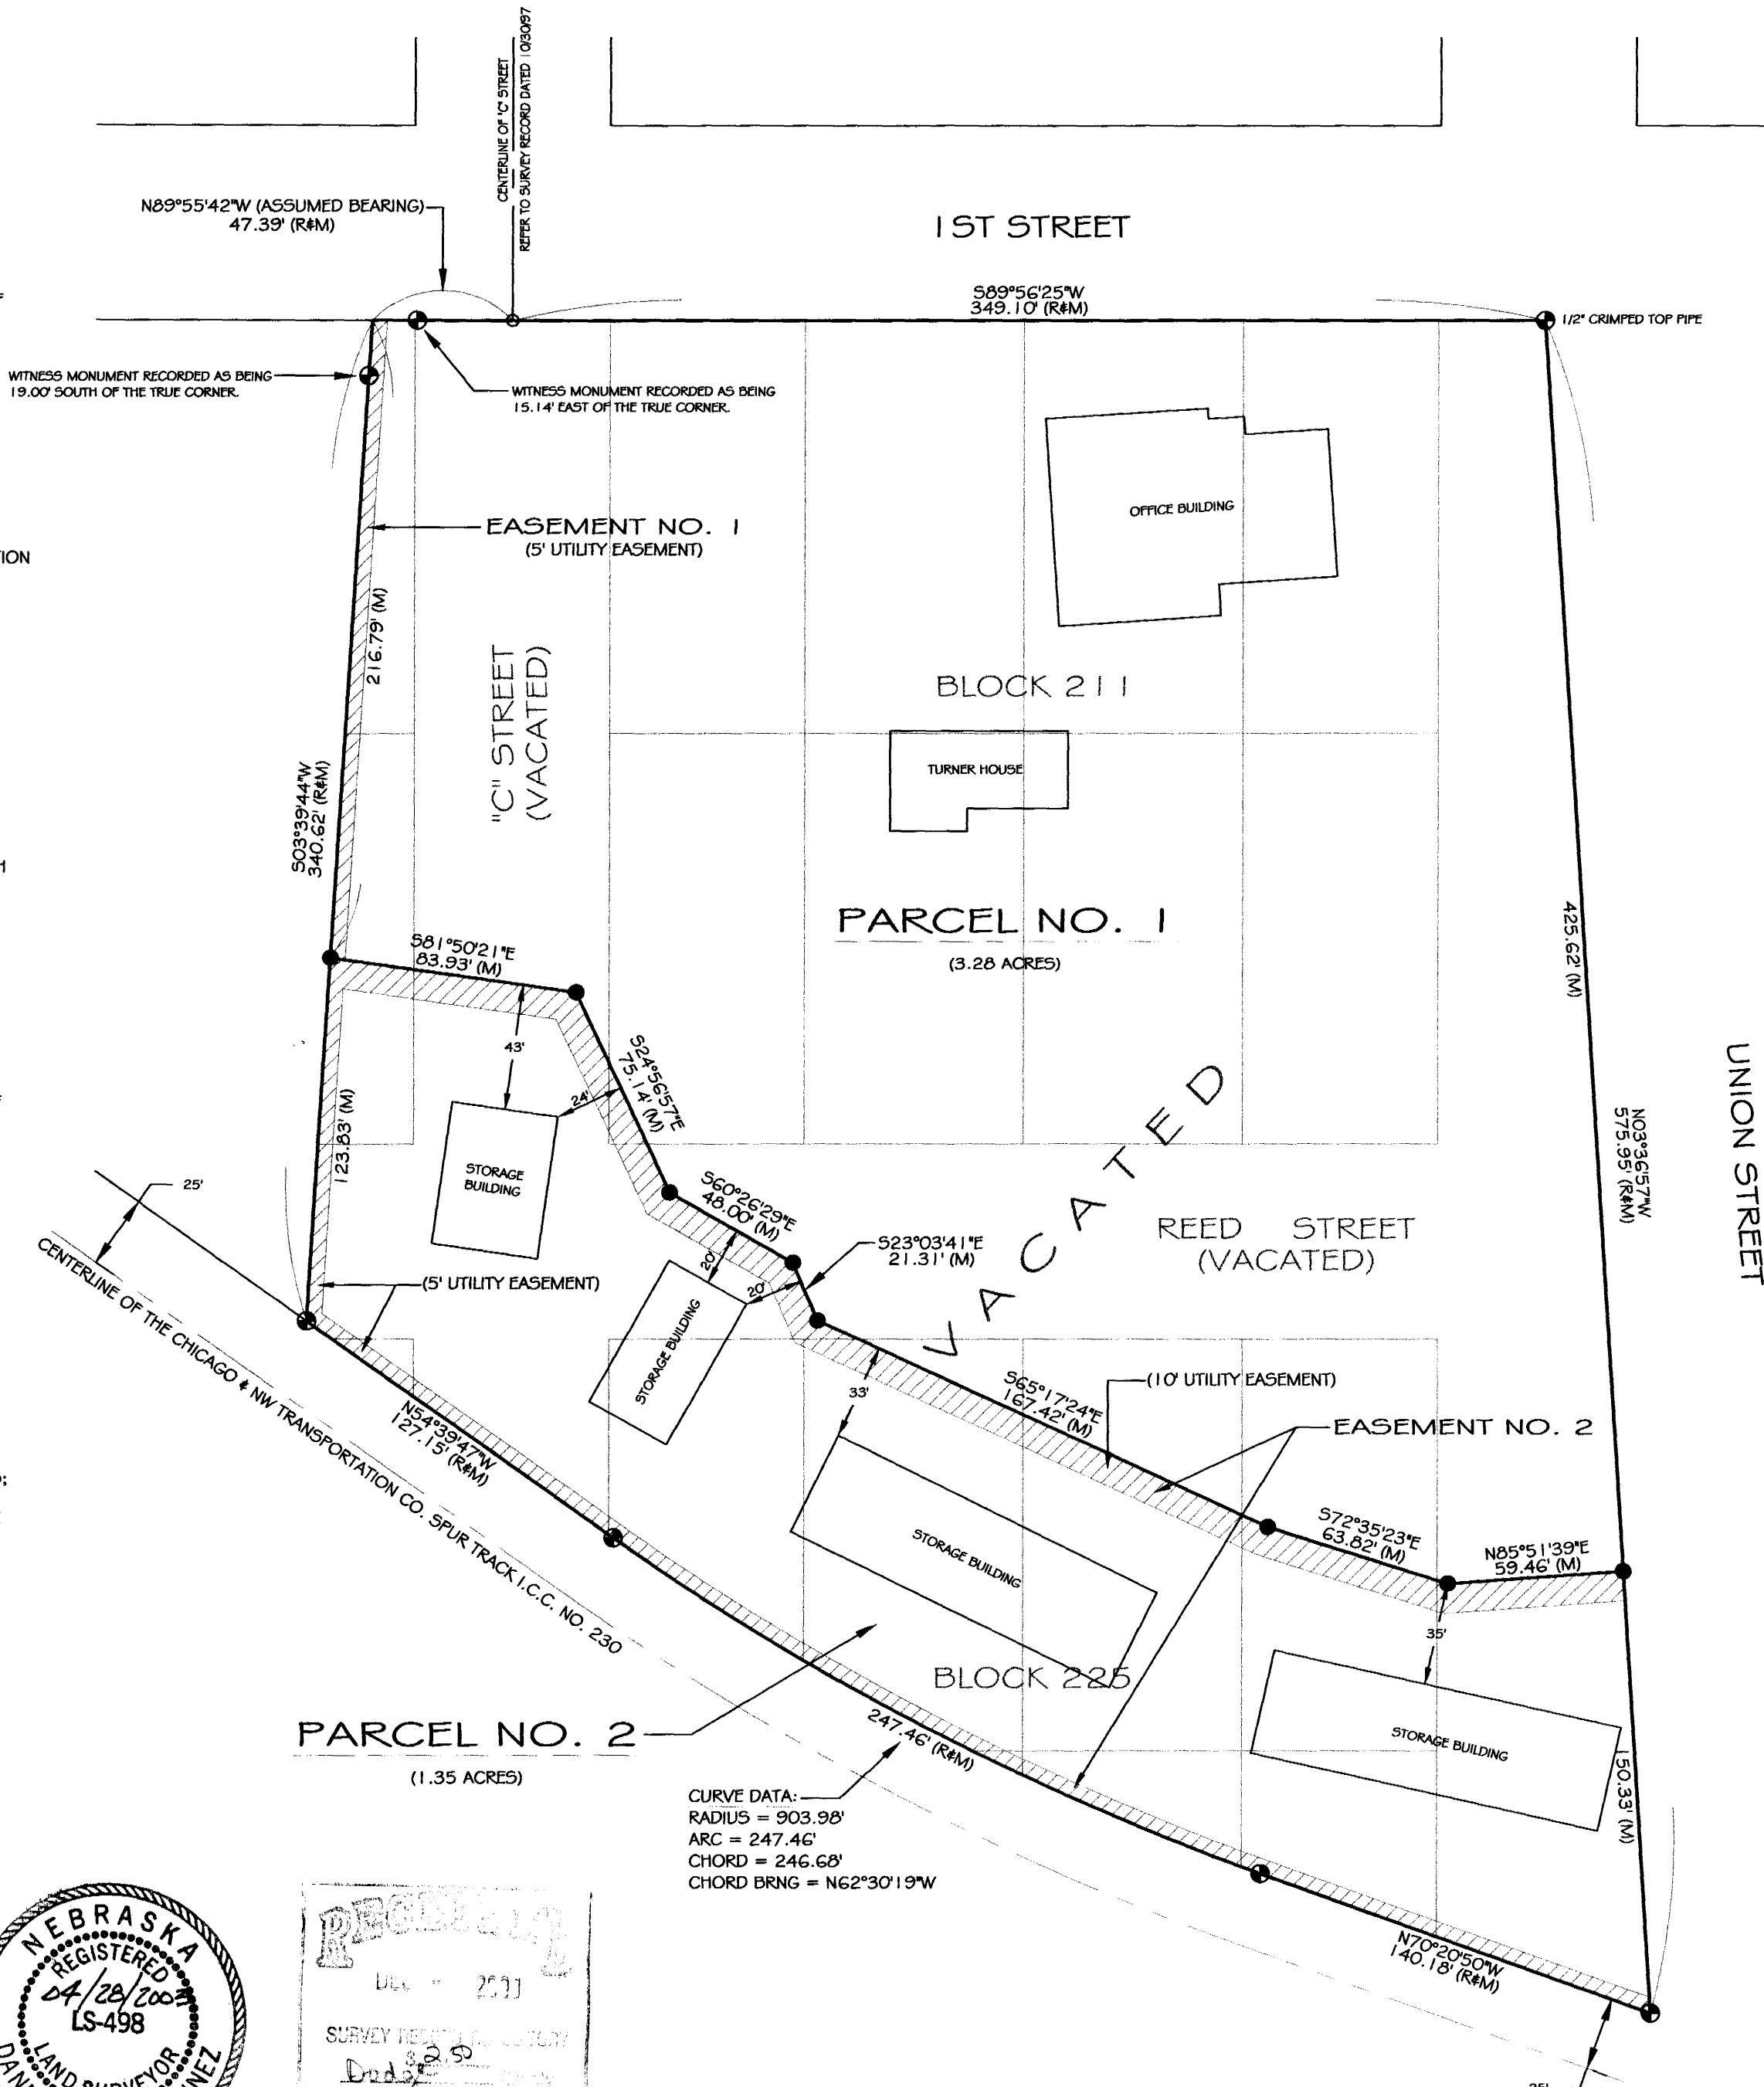 CENTERLINE OF "C" STREET
REFER TO SURVEY RECORD DATED 10/30/97
N89°55'42"W (ASSUMED BEARING)
47.39' (R&M)
1ST STREET
S89°56'25"W
349.10' (R&M)
1/2" CRIMPED TOP PIPE
WITNESS MONUMENT RECORDED AS BEING
19.00' SOUTH OF THE TRUE CORNER.
WITNESS MONUMENT RECORDED AS BEING
15.14' EAST OF THE TRUE CORNER.
OFFICE BUILDING
EASEMENT NO. 1
(5' UTILITY EASEMENT)
216.79' (M)
"C" STREET
(VACATED)
BLOCK 211
TURNER HOUSE
S03°39'44"W
340.62' (R&M)
PARCEL NO. 1
(3.28 ACRES)
425.62' (M)
S81°50'21"E
83.93' (M)
43'
S24°56'57"E
75.14' (M)
24'
UNION STREET
N03°36'57"W
575.95' (R&M)
123.83' (M)
STORAGE
BUILDING
VACATED
25'
S60°26'29"E
48.00' (M)
S23°03'41"E
21.31' (M)
REED STREET
(VACATED)
20'
20'
(5' UTILITY EASEMENT)
CENTERLINE OF THE CHICAGO & NW TRANSPORTATION CO. SPUR TRACK I.C.C. NO. 230
STORAGE BUILDING
33'
S65°17'24"E
167.42' (M)
(10' UTILITY EASEMENT)
EASEMENT NO. 2
N54°39'47"W
127.15' (R&M)
STORAGE BUILDING
S72°35'23"E
63.82' (M)
N85°51'39"E
59.46' (M)
35'
BLOCK 225
PARCEL NO. 2
(1.35 ACRES)
247.46' (R&M)
STORAGE BUILDING
150.33' (M)
CURVE DATA:
RADIUS = 903.98'
ARC = 247.46'
CHORD = 246.68'
CHORD BRNG = N62°30'19"W
N70°20'50"W
140.18' (R&M)
NEBRASKA
REGISTERED
LS-498
LAND SURVEYOR
SURVEY
2.50
25'